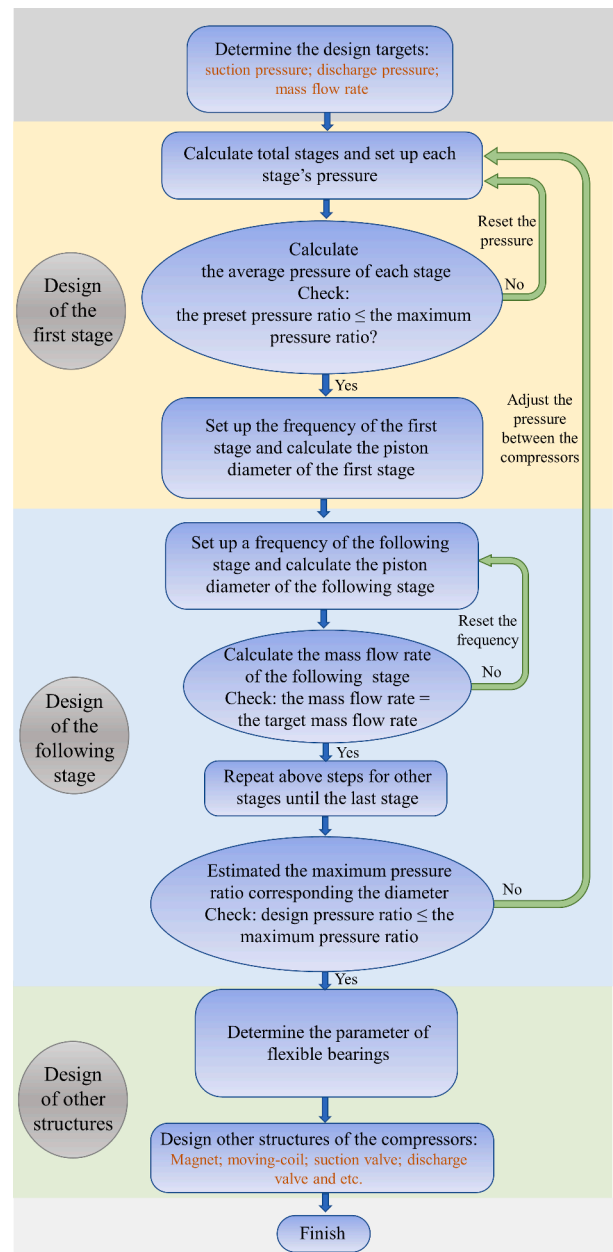 Determine the design targets:
suction pressure; discharge pressure;
mass flow rate
Calculate total stages and set up each
stage's pressure
Reset the
pressure
Calculate
the average pressure of each stage
Check:
the preset pressure ratio ≤ the maximum
pressure ratio?
No
Design
of the
first stage
Yes
Adjust the
pressure
between the
compressors
Set up the frequency of the first
stage and calculate the piston
diameter of the first stage
Set up a frequency of the following
stage and calculate the piston
diameter of the following stage
Reset the
frequency
Calculate the mass flow rate
of the following stage
Check: the mass flow rate =
the target mass flow rate
No
Design
of the
following
stage
Yes
Repeat above steps for other
stages until the last stage
Estimated the maximum pressure
ratio corresponding the diameter
Check: design pressure ratio ≤ the
maximum pressure ratio
No
Yes
Determine the parameter of
flexible bearings
Design
of other
structures
Design other structures of the compressors:
Magnet; moving-coil; suction valve; discharge
valve and etc.
Finish